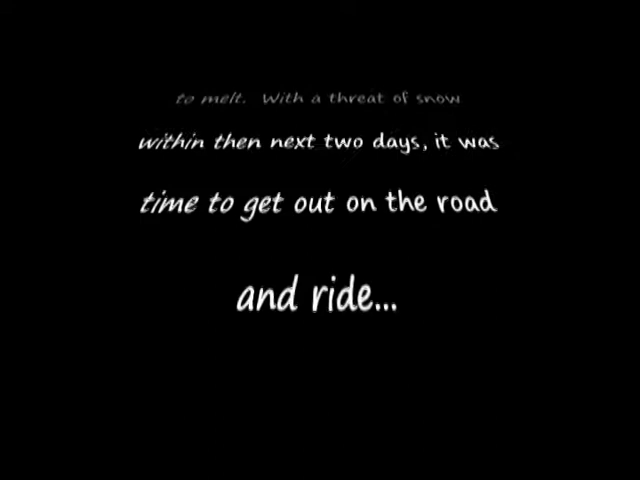 to melt. With a threat of snow
within then next two days, it was
time to get out on the road
and ride...